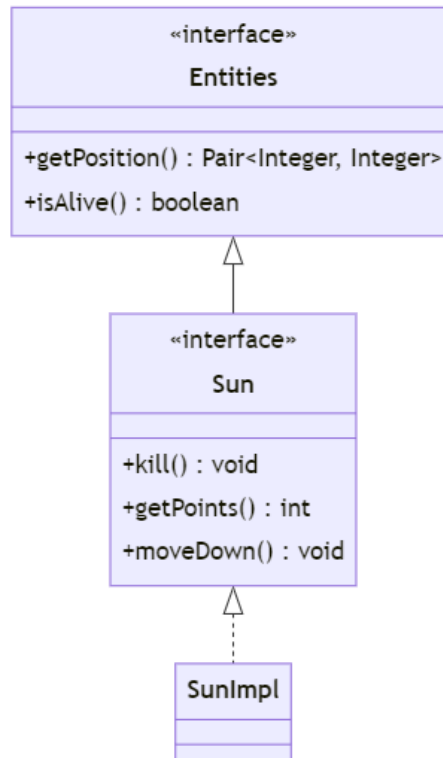 «interface»
Entities
+getPosition() : Pair<Integer, Integer>
+isAlive() : boolean
«interface»
Sun
+kill() : void
+getPoints() : int
+moveDown() : void
SunImpl